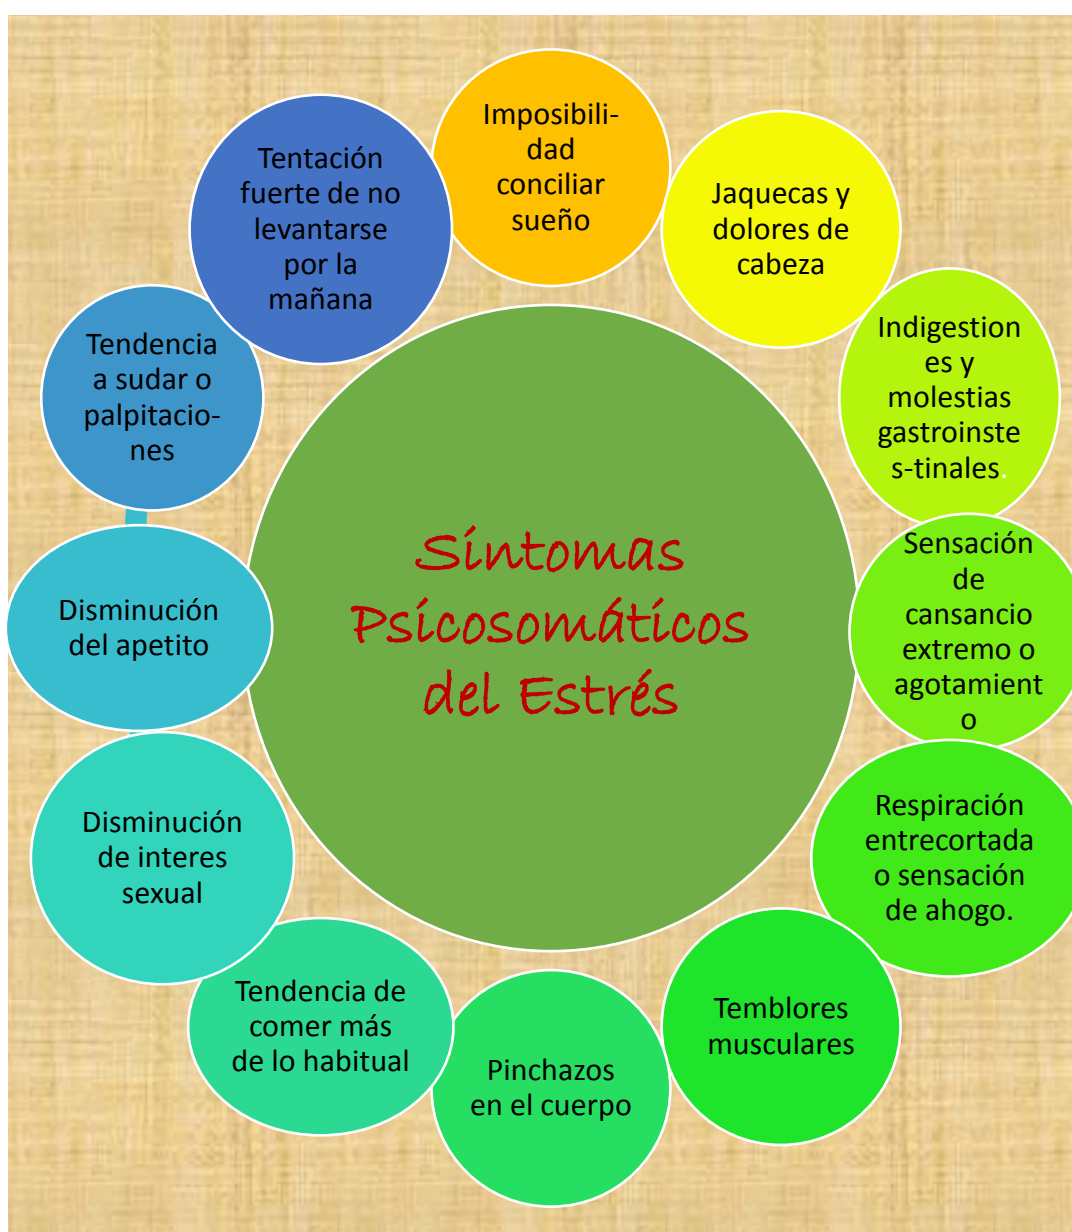 Imposibili-
dad
conciliar
sueño
Jaquecas y
dolores de
cabeza
Indigestion
es y
molestias
gastroinste
s-tinales.
Sensación
de
cansancio
extremo o
agotamient
o
Respiración
entrecortada
o sensación
de ahogo.
Temblores
musculares
Pinchazos
en el cuerpo
Tendencia de
comer más
de lo habitual
Disminución
de interes
sexual
Disminución
del apetito
Tendencia
a sudar o
palpitacio-
nes
Tentación
fuerte de no
levantarse
por la
mañana
Síntomas
Psicosomáticos
del Estrés